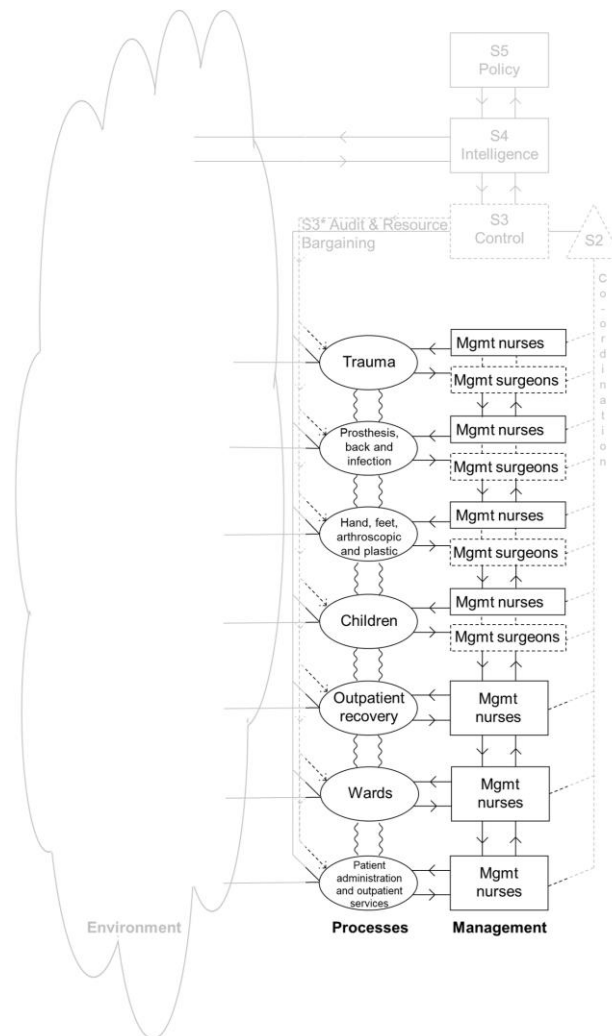 S5
Policy
S4
Intelligence
S3* Audit & Resource
Bargaining
S3
Control
S2
Co-ordination
Mgmt nurses
Trauma
Mgmt surgeons
Mgmt nurses
Prosthesis,
back and
infection
Mgmt surgeons
Mgmt nurses
Hand, feet,
arthroscopic
and plastic
Mgmt surgeons
Mgmt nurses
Children
Mgmt surgeons
Outpatient
recovery
Mgmt
nurses
Wards
Mgmt
nurses
Patient
administration
and outpatient
services
Mgmt
nurses
Environment
Processes
Management